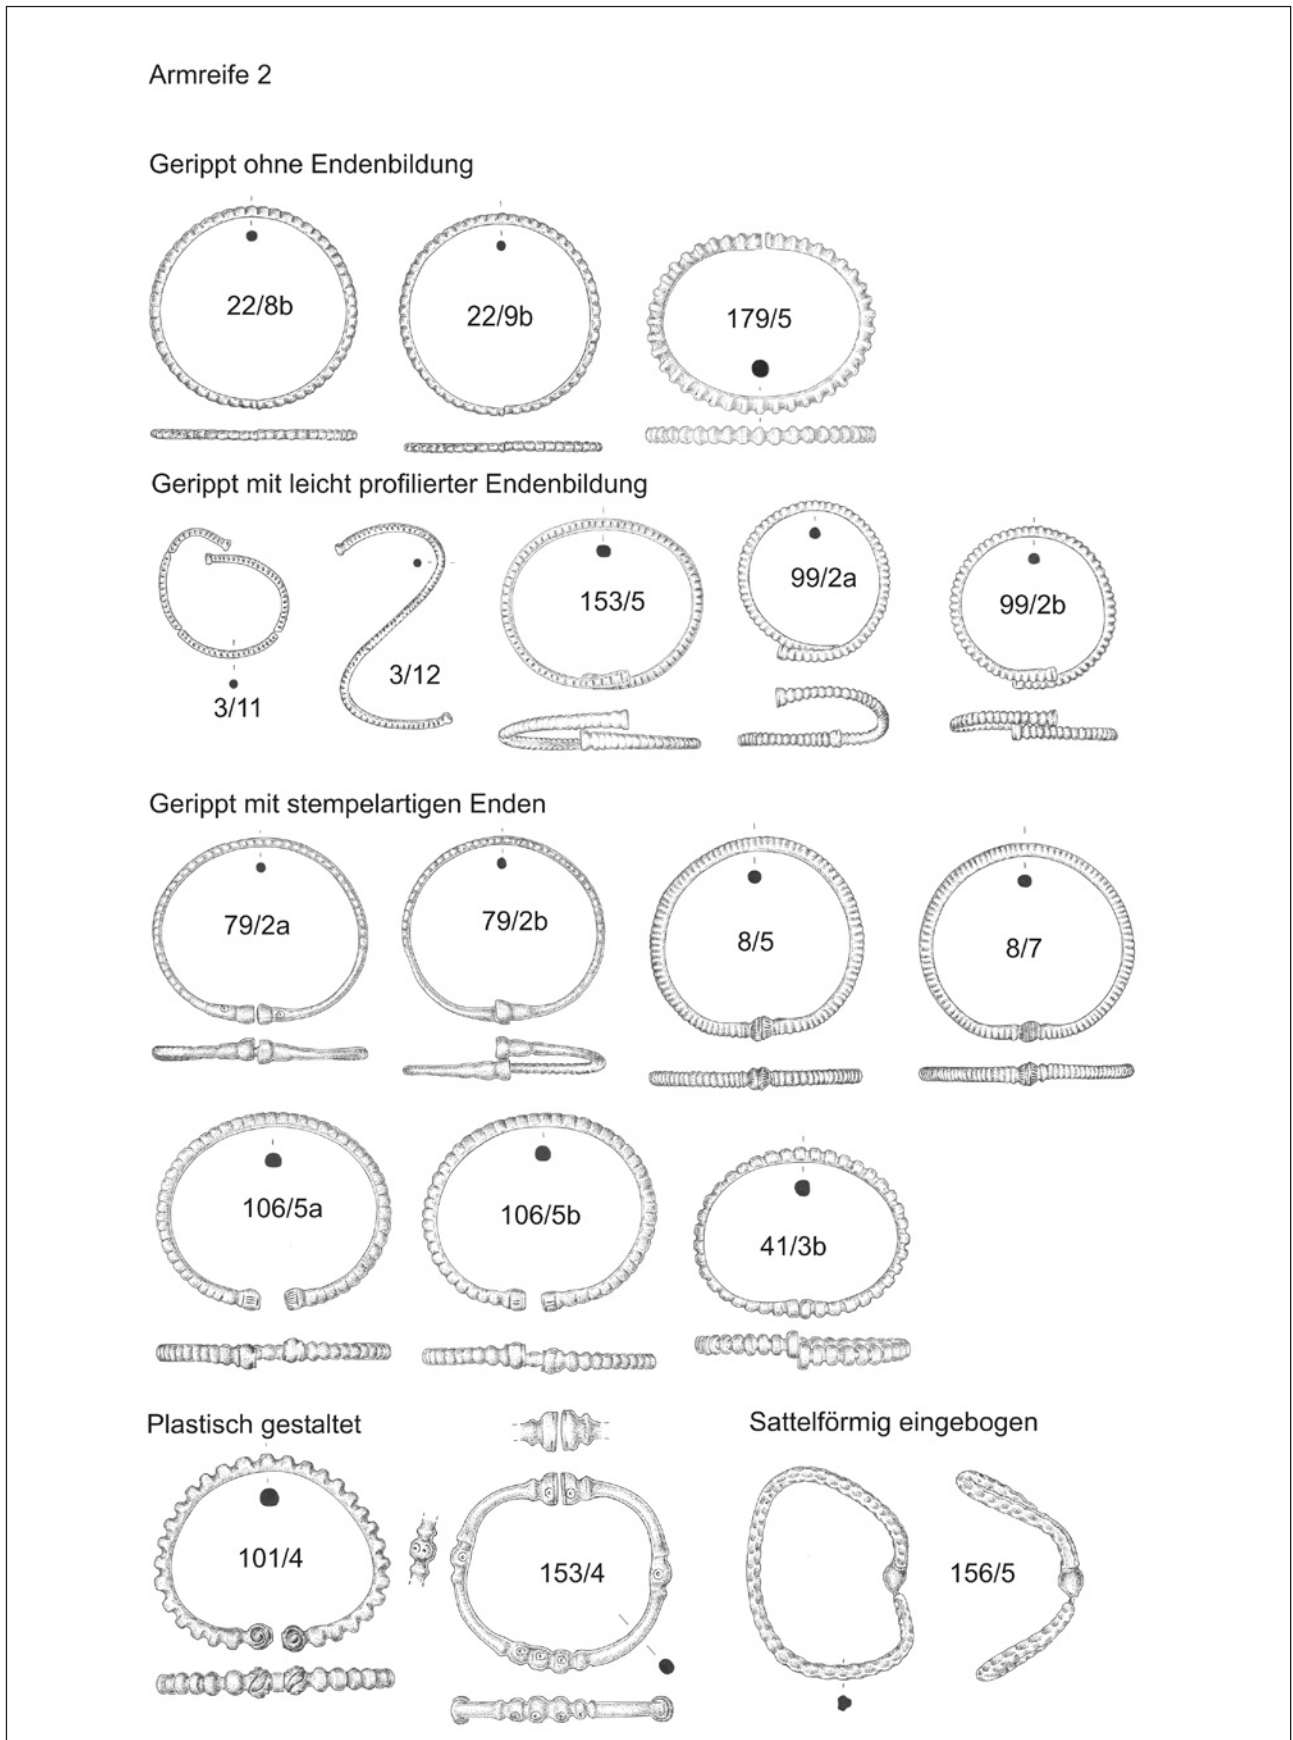 Armreife 2
Gerippt ohne Endenbildung
22/8b
22/9b
179/5
Gerippt mit leicht profilierter Endenbildung
3/11
3/12
153/5
99/2a
99/2b
Gerippt mit stempelartigen Enden
79/2a
79/2b
8/5
8/7
106/5a
106/5b
41/3b
Plastisch gestaltet
101/4
153/4
Sattelförmig eingebogen
156/5